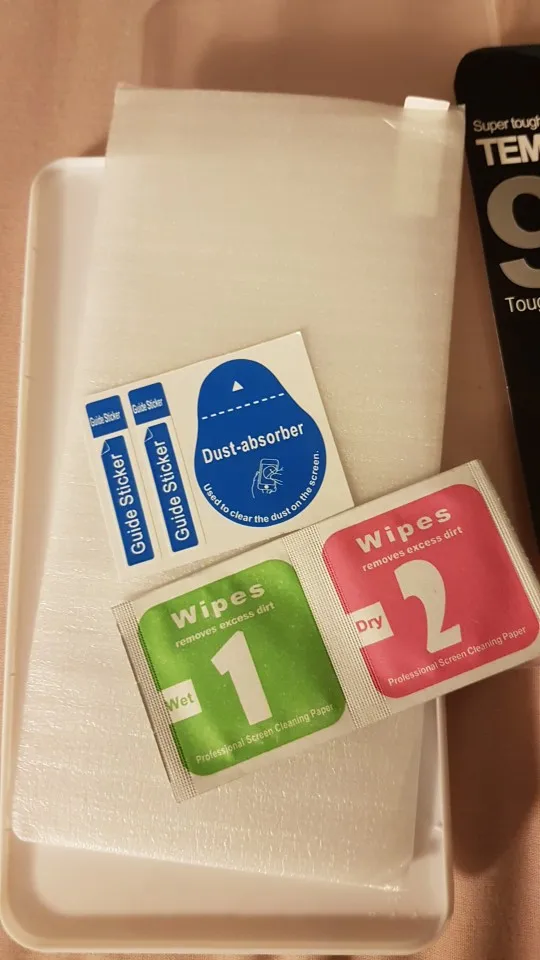 Super tough
TEM
9
Toug
Guide Sticker
Guide Sticker
Guide Sticker
Guide Sticker
Dust-absorber
Used to clear the dust on the screen.
Wipes
removes excess dirt
Wet
1
Professional Screen Cleaning Paper
Wipes
removes excess dirt
Dry
2
Professional Screen Cleaning Paper